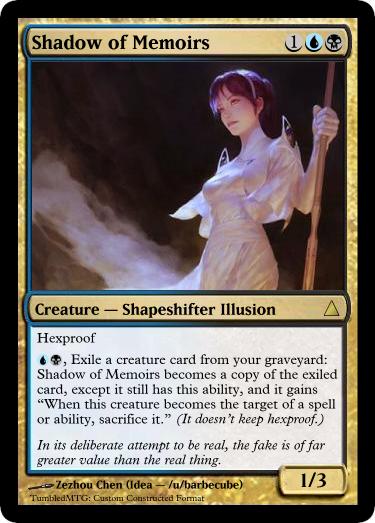 Shadow of Memoirs 1
Creature — Shapeshifter Illusion
Hexproof
, Exile a creature card from your graveyard:
Shadow of Memoirs becomes a copy of the exiled
card, except it still has this ability, and it gains
“When this creature becomes the target of a spell
or ability, sacrifice it.” (It doesn’t keep hexproof.)
In its deliberate attempt to be real, the fake is of far
greater value than the real thing.
1/3
Zezhou Chen (Idea — /u/barbecube)
TumbledMTG: Custom Constructed Format